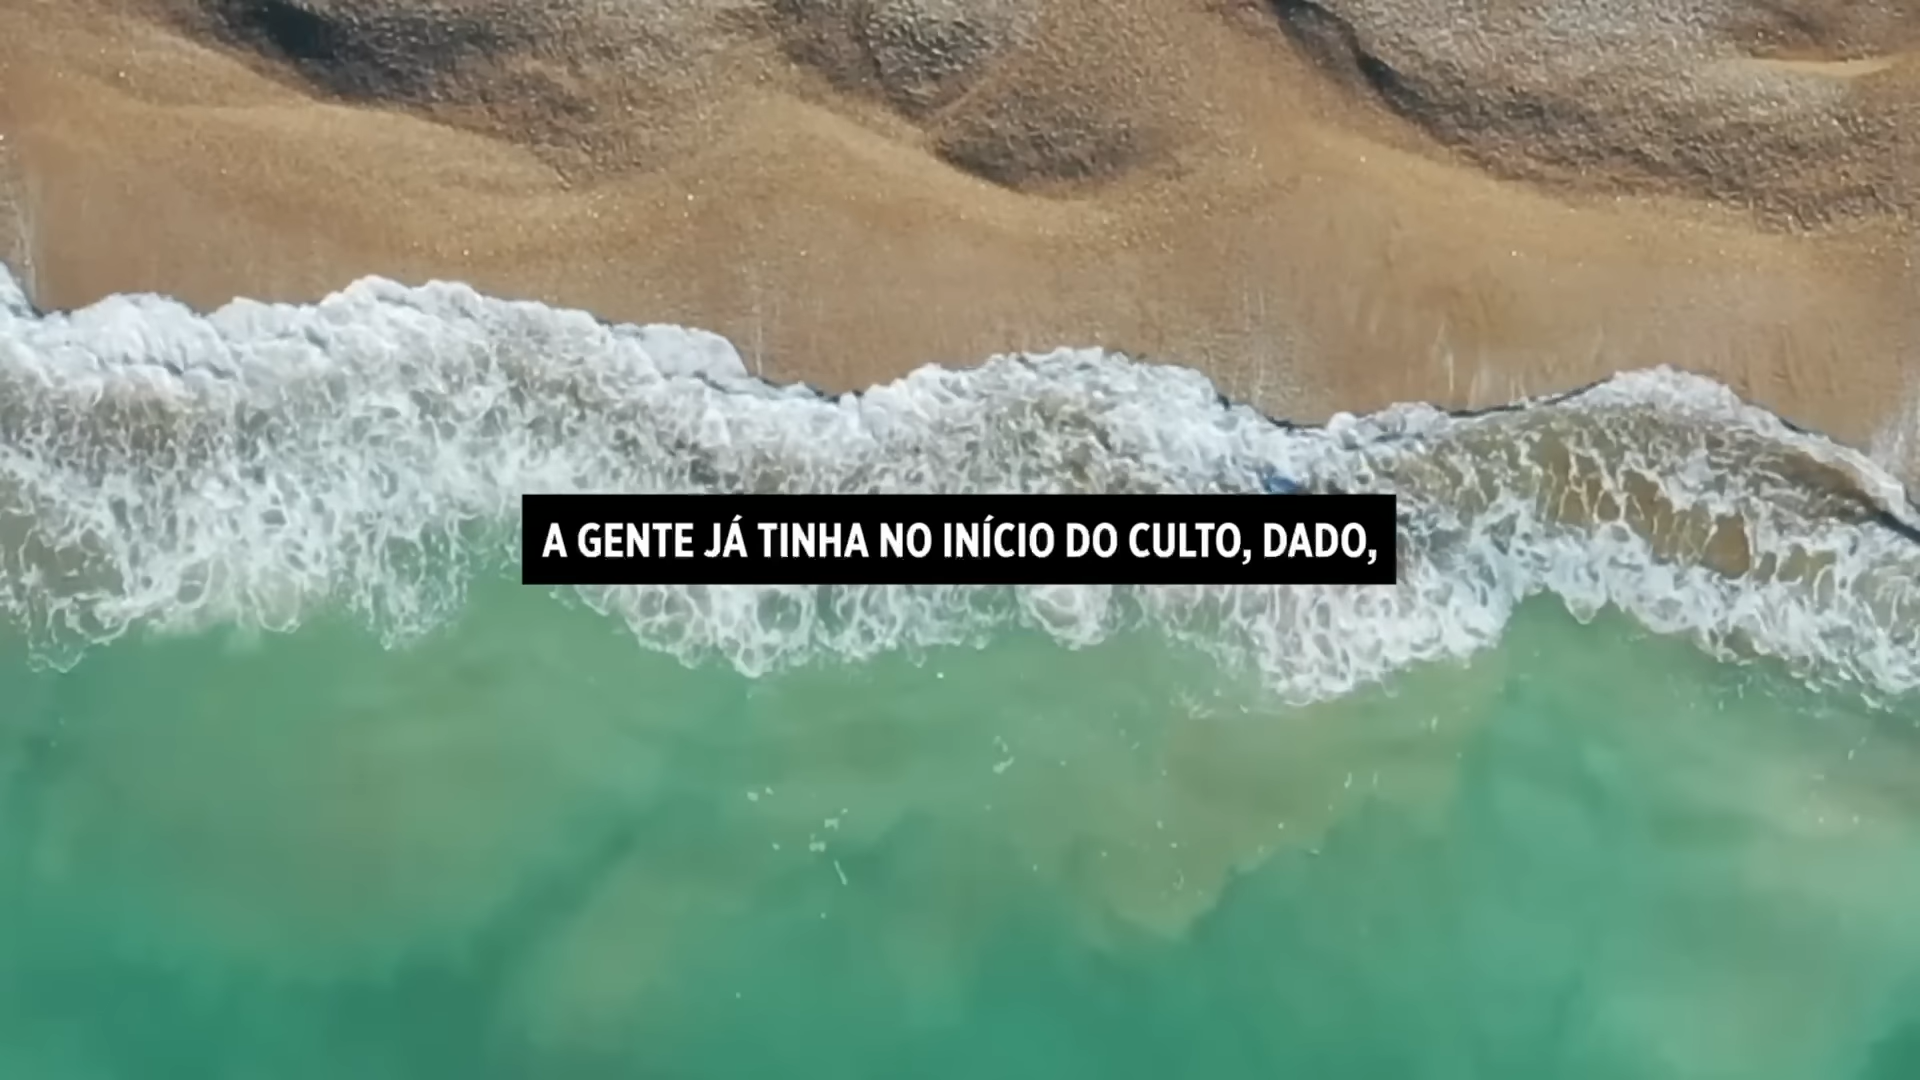 A GENTE JÁ TINHA NO INÍCIO DO CULTO, DADO,